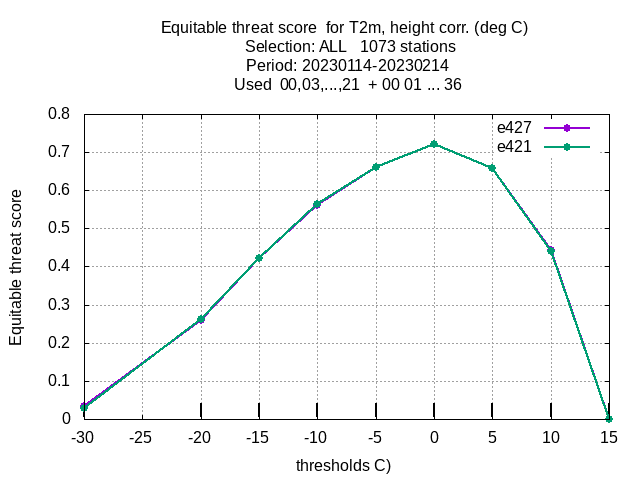 Equitable threat score  for T2m, height corr. (deg C)
Selection: ALL   1073 stations
Period: 20230114-20230214
Used  00,03,...,21  + 00 01 ... 36
e427
e421
0.8
0.7
0.6
0.5
0.4
0.3
0.2
0.1
0
Equitable threat score
-30 -25 -20 -15 -10 -5 0 5 10 15
thresholds C)